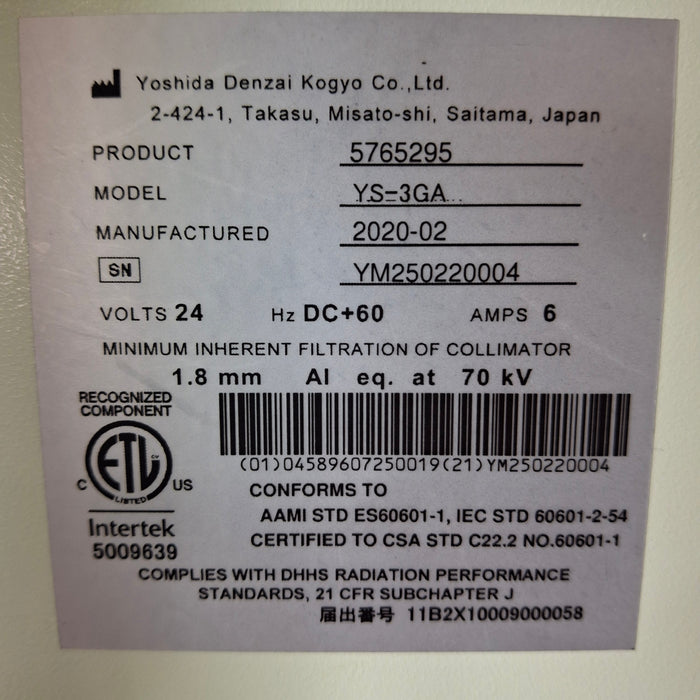 Yoshida Denzai Kogyo Co.,Ltd.
2-424-1, Takasu, Misato-shi, Saitama, Japan
PRODUCT 5765295
MODEL YS-3GA
MANUFACTURED 2020-02
SN YM250220004
VOLTS 24 Hz DC+60 AMPS 6
MINIMUM INHERENT FILTRATION OF COLLIMATOR
1.8 mm Al eq. at 70 kV
RECOGNIZED
COMPONENT
ETL CM
C LISTED US
Intertek
5009639
(01)04589607250019(21)YM250220004
CONFORMS TO
AAMI STD ES60601-1, IEC STD 60601-2-54
CERTIFIED TO CSA STD C22.2 NO.60601-1
COMPLIES WITH DHHS RADIATION PERFORMANCE
STANDARDS, 21 CFR SUBCHAPTER J
届出番号 11B2X10009000058